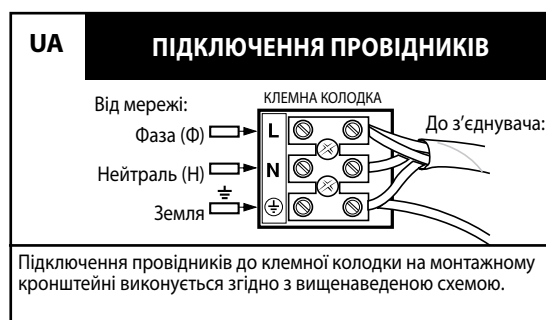 UA
ПІДКЛЮЧЕННЯ ПРОВІДНИКІВ
Від мережі:
КЛЕМНА КОЛОДКА
Фаза (Ф)
L
До з’єднувача:
Нейтраль (Н)
N
Земля
Підключення провідників до клемної колодки на монтажному
кронштейні виконується згідно з вищенаведеною схемою.